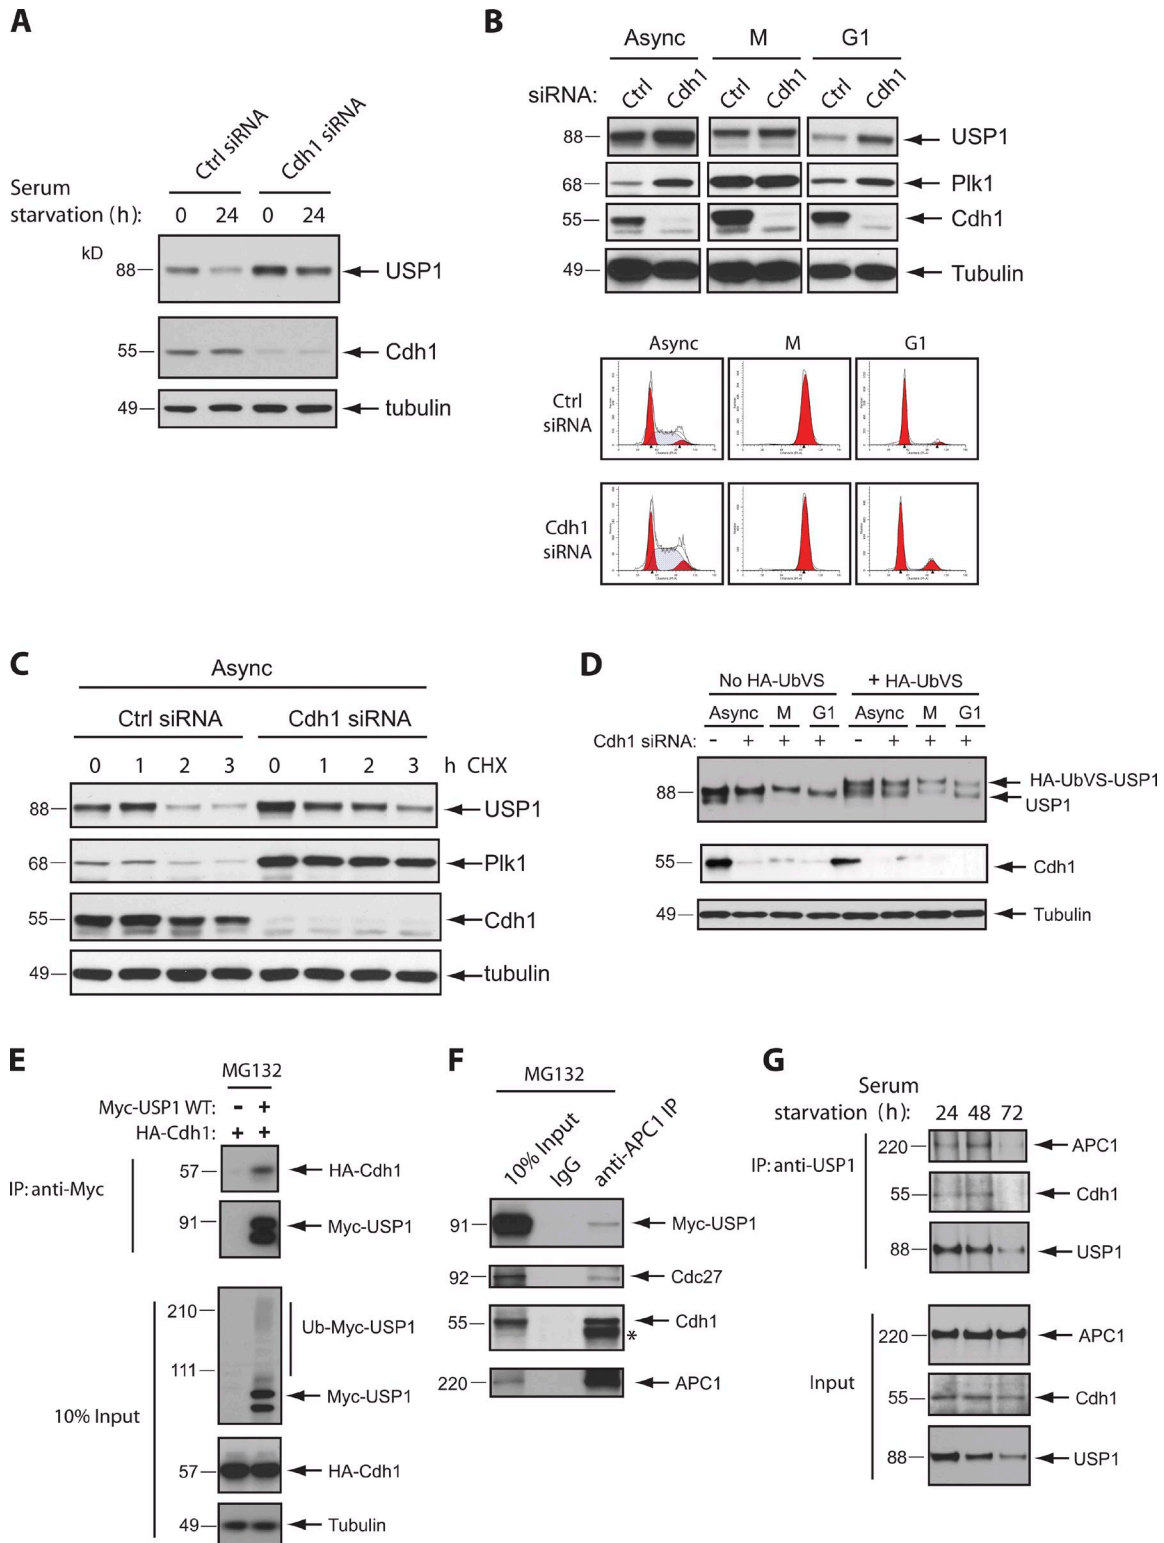 A
Ctrl siRNA
Cdh1 siRNA
Serum
starvation (h):
0 24 0 24
kD
88
USP1
55
Cdh1
49
tubulin
B
Async M G1
siRNA:
Ctrl Cdh1 Ctrl Cdh1 Ctrl Cdh1
88
USP1
68
Plk1
55
Cdh1
49
Tubulin
Async M G1
Ctrl
siRNA
Cdh1
siRNA
C
Async
Ctrl siRNA Cdh1 siRNA
0 1 2 3 0 1 2 3 h CHX
88
USP1
68
Plk1
55
Cdh1
49
tubulin
D
No HA-UbVS + HA-UbVS
Async M G1 Async M G1
Cdh1 siRNA: - + + + - + + +
88
HA-UbVS-USP1
USP1
55
Cdh1
49
Tubulin
E
MG132
Myc-USP1 WT: - +
HA-Cdh1: + +
IP: anti-Myc
57
HA-Cdh1
91
Myc-USP1
10% Input
210
Ub-Myc-USP1
111
Myc-USP1
57
HA-Cdh1
49
Tubulin
F
MG132
10% Input
IgG
anti-APC1 IP
91
Myc-USP1
92
Cdc27
55
Cdh1
*
220
APC1
G
Serum
starvation (h): 24 48 72
IP: anti-USP1
220
APC1
55
Cdh1
88
USP1
Input
220
APC1
55
Cdh1
88
USP1